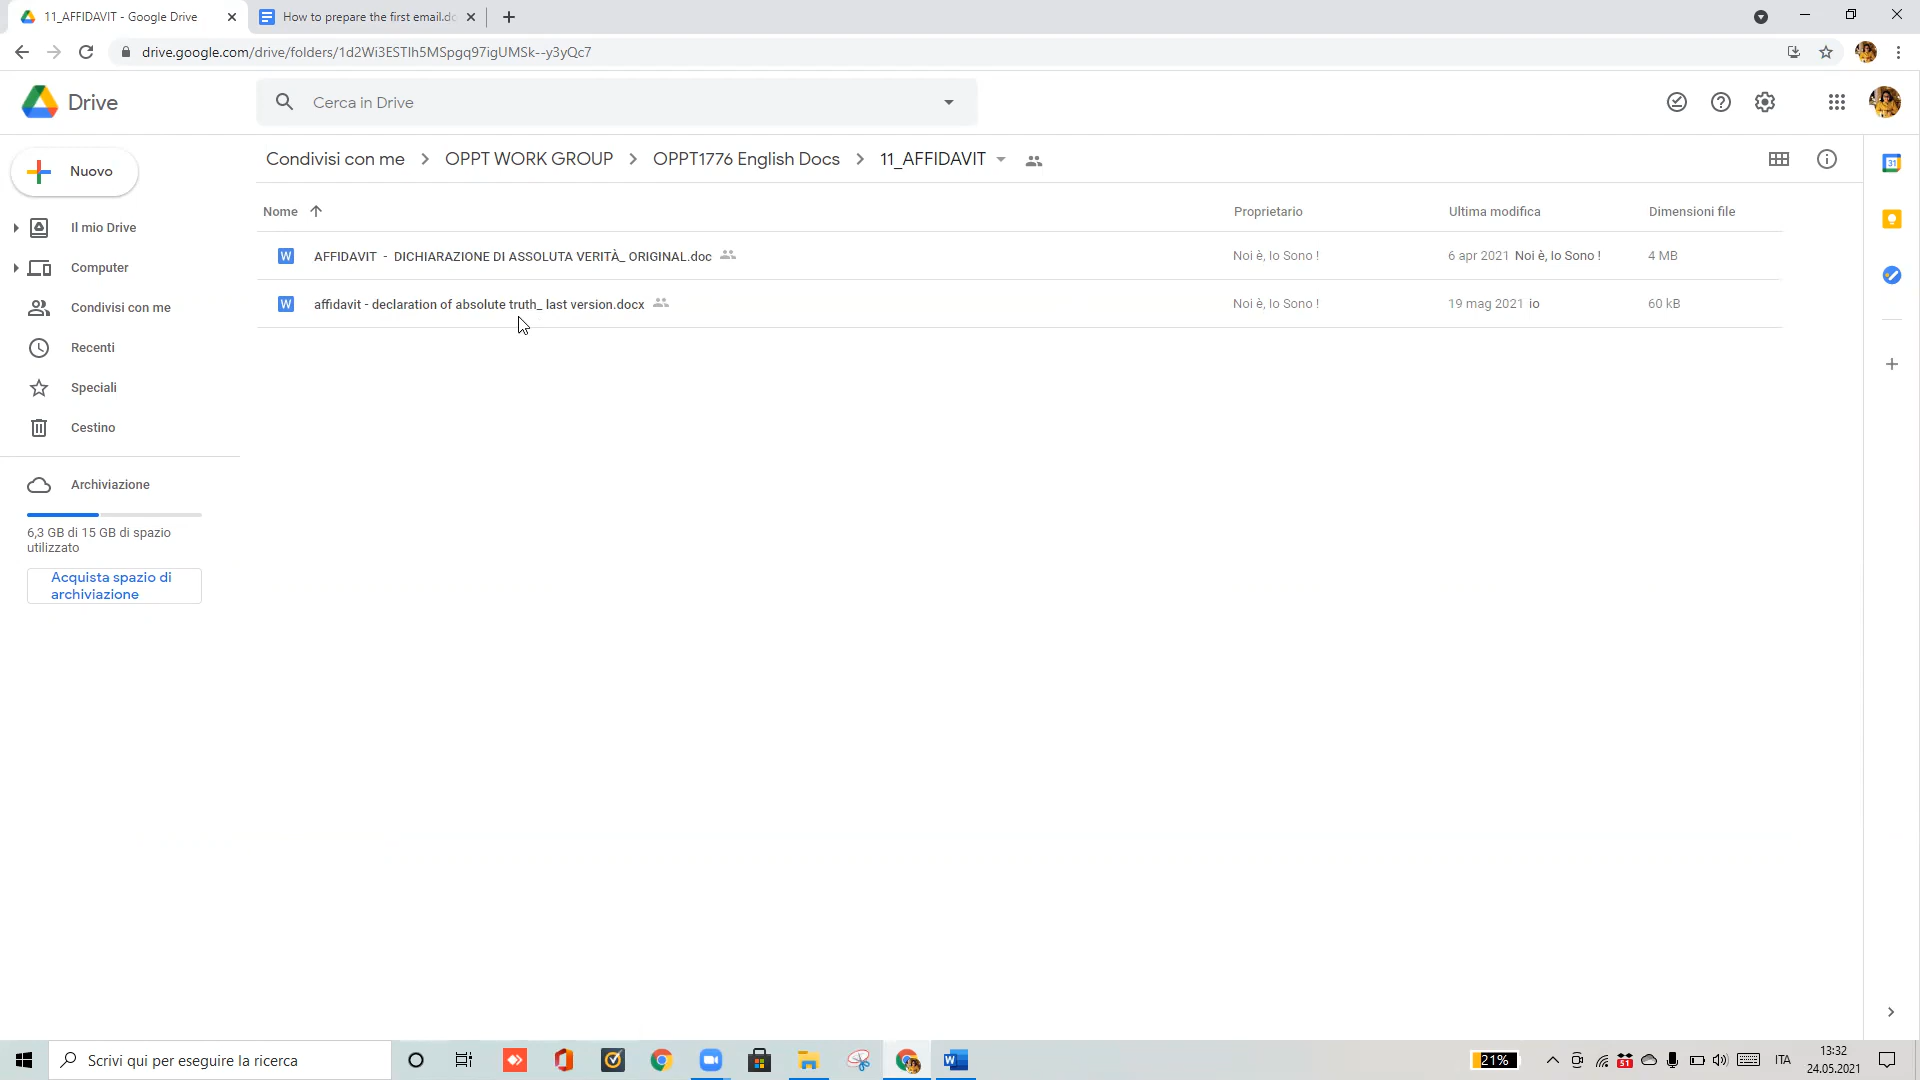 11_AFFIDAVIT - Google Drive
How to prepare the first email.dc
drive.google.com/drive/folders/1d2Wi3ESTIh5MSpgq97igUMSk--y3yQc7
Drive
Cerca in Drive
Nuovo
Condivisi con me
OPPT WORK GROUP
OPPT1776 English Docs
11_AFFIDAVIT
31
Nome
Proprietario
Ultima modifica
Dimensioni file
W
AFFIDAVIT - DICHIARAZIONE DI ASSOLUTA VERITÀ_ ORIGINAL.doc
Noi è, Io Sono !
6 apr 2021 Noi è, Io Sono !
4 MB
W
affidavit - declaration of absolute truth_ last version.docx
Noi è, Io Sono !
19 mag 2021 io
60 kB
Il mio Drive
Computer
Condivisi con me
Recenti
Speciali
Cestino
Archiviazione
6,3 GB di 15 GB di spazio
utilizzato
Acquista spazio di
archiviazione
Scrivi qui per eseguire la ricerca
W
21%
51
ITA
13:32
24.05.2021